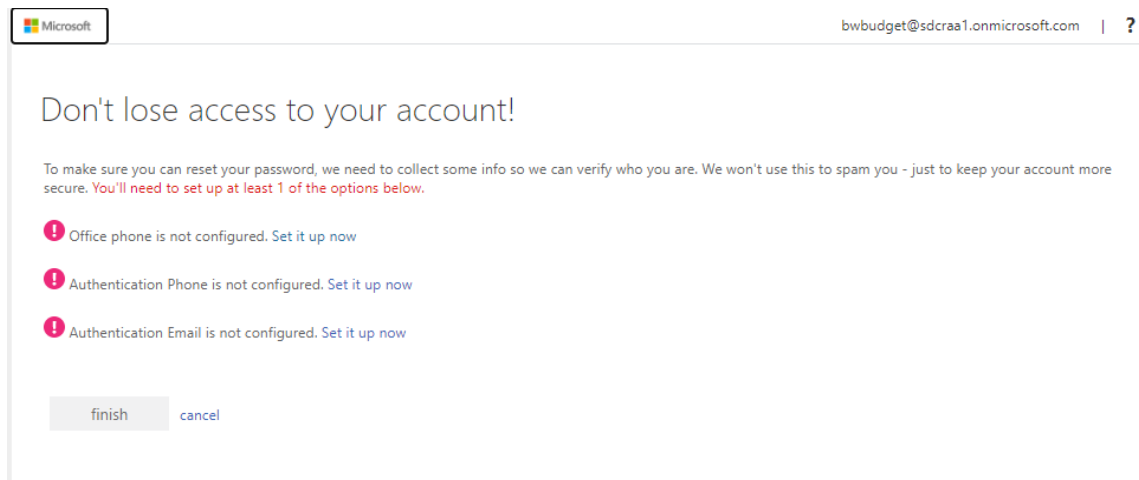 Microsoft
bwbudget@sdcraa1.onmicrosoft.com | ?
Don't lose access to your account!
To make sure you can reset your password, we need to collect some info so we can verify who you are. We won't use this to spam you - just to keep your account more
secure. You'll need to set up at least 1 of the options below.
! Office phone is not configured. Set it up now
! Authentication Phone is not configured. Set it up now
! Authentication Email is not configured. Set it up now
finish cancel